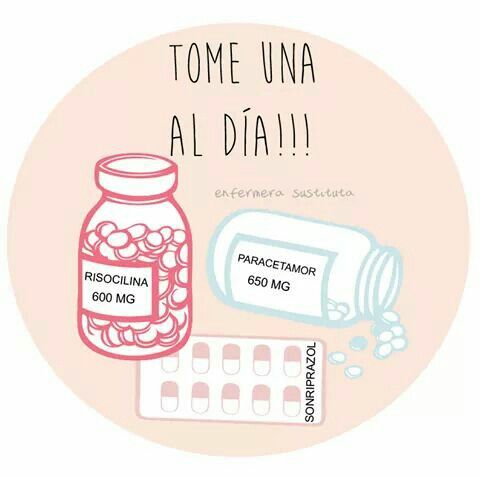 TOME UNA
AL DÍA!!!
enfermera sustituta
RISOCILINA
600 MG
PARACETAMOR
650 MG
SONRIPRAZOL